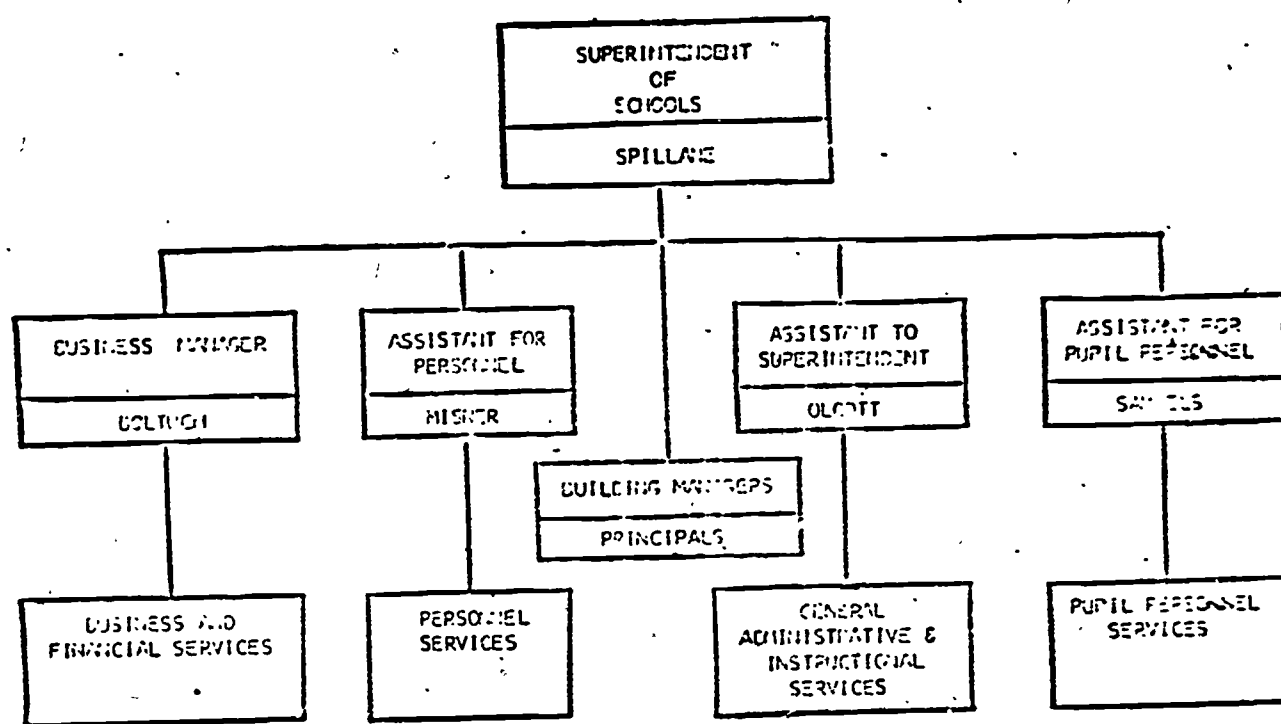 SUPERINTENDENT
OF
SCHOOLS
SPILLANE
BUSINESS MANAGER
ASSISTANT FOR
PERSONNEL
MISNER
ASSISTANT TO
SUPERINTENDENT
OLCOTT
ASSISTANT FOR
PUPIL PERSONNEL
BUILDING MANAGERS
PRINCIPALS
BUSINESS AND
FINANCIAL SERVICES
PERSONNEL
SERVICES
GENERAL
ADMINISTRATIVE &
INSTRUCTIONAL
SERVICES
PUPIL PERSONNEL
SERVICES